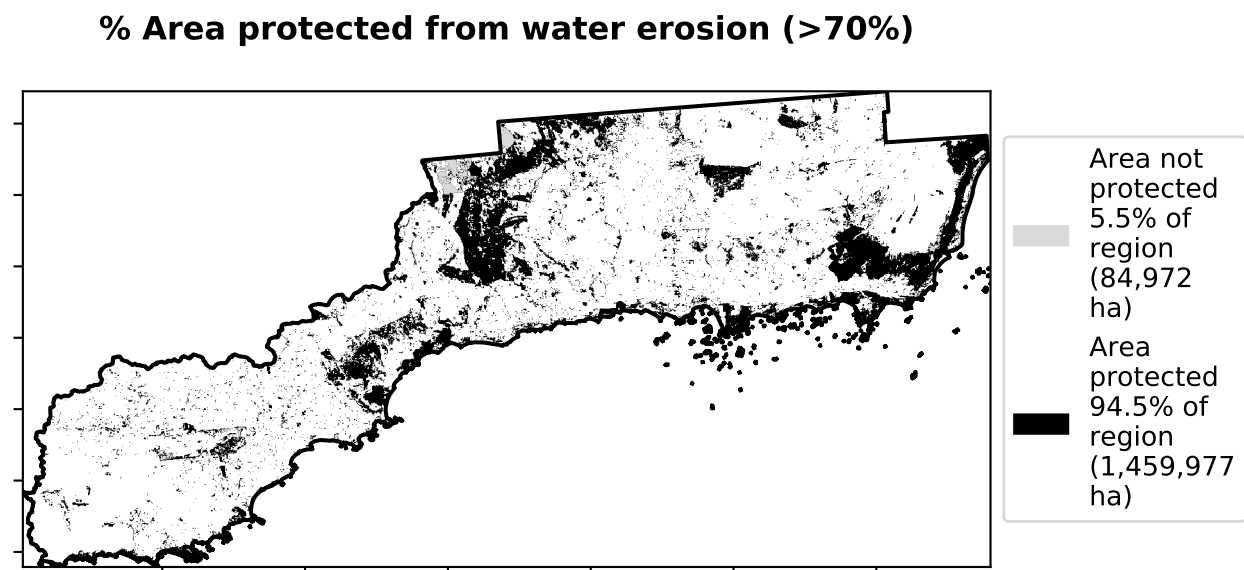 % Area protected from water erosion (>70%)
Area not
protected
5.5% of
region
(84,972
ha)
Area
protected
94.5% of
region
(1,459,977
ha)